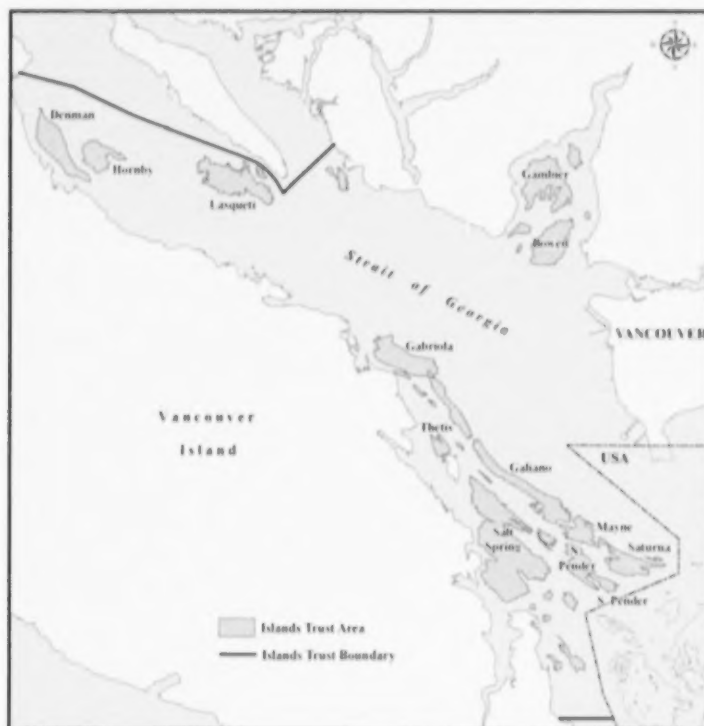 Denman
Hornby
Lasqueti
Gambier
Bowen
Strait of Georgia
VANCOUVER
Gabriola
Vancouver
Island
Thetis
Galiano
USA
Mayne
Saturna
Salt
Spring
N.
Pender
S. Pender
Islands Trust Area
Islands Trust Boundary